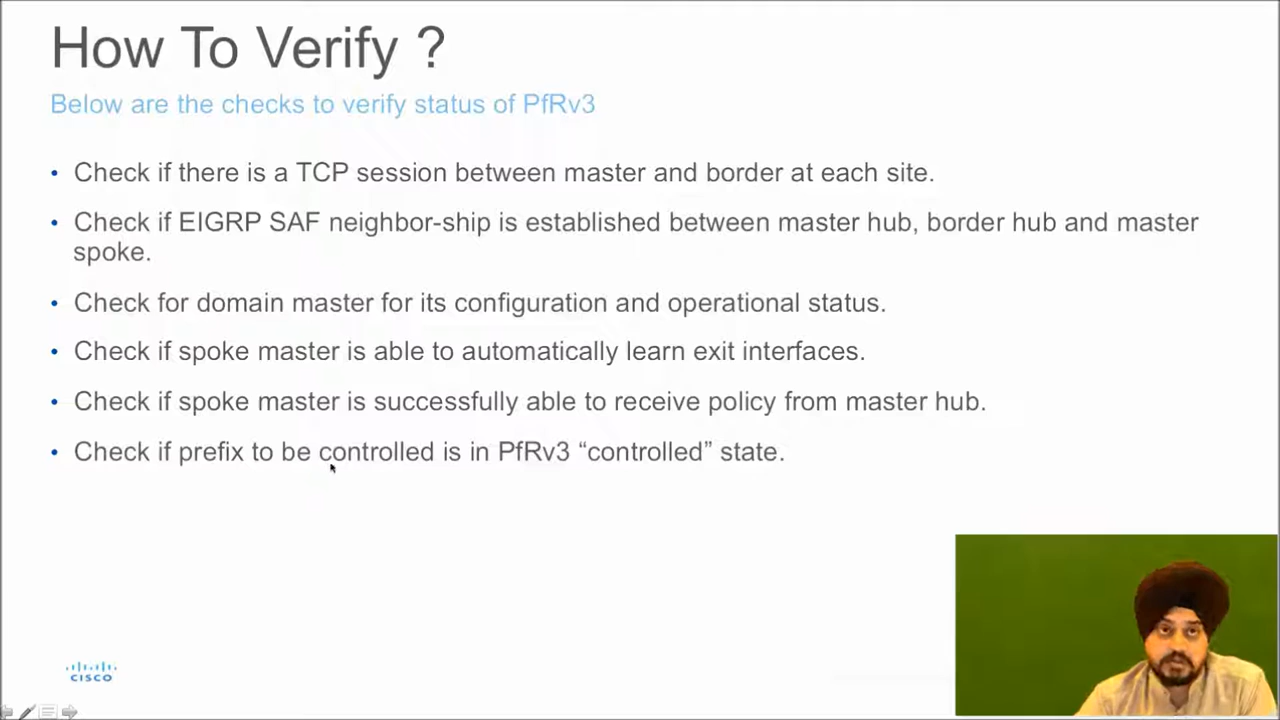 How To Verify ?
Below are the checks to verify status of PfRv3
• Check if there is a TCP session between master and border at each site.
• Check if EIGRP SAF neighbor-ship is established between master hub, border hub and master
spoke.
• Check for domain master for its configuration and operational status.
• Check if spoke master is able to automatically learn exit interfaces.
• Check if spoke master is successfully able to receive policy from master hub.
• Check if prefix to be controlled is in PfRv3 “controlled” state.
CISCO